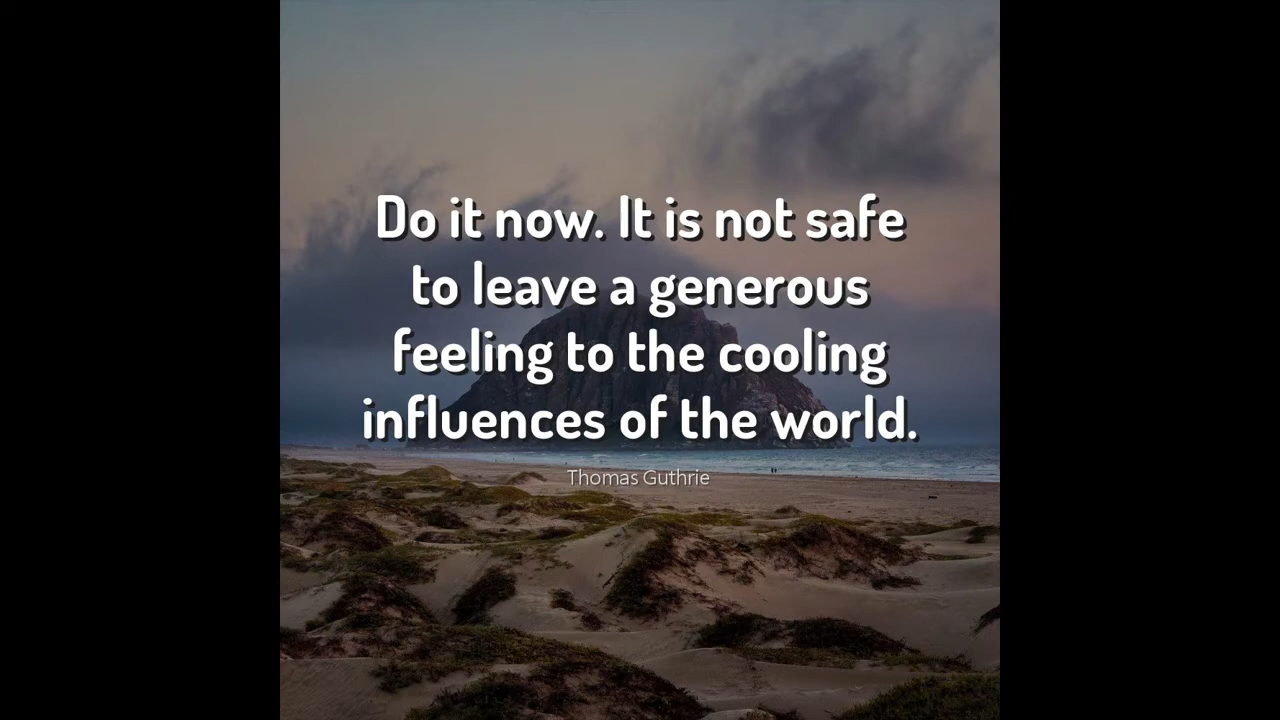 Do it now. It is not safe
to leave a generous
feeling to the cooling
influences of the world.
Thomas Guthrie